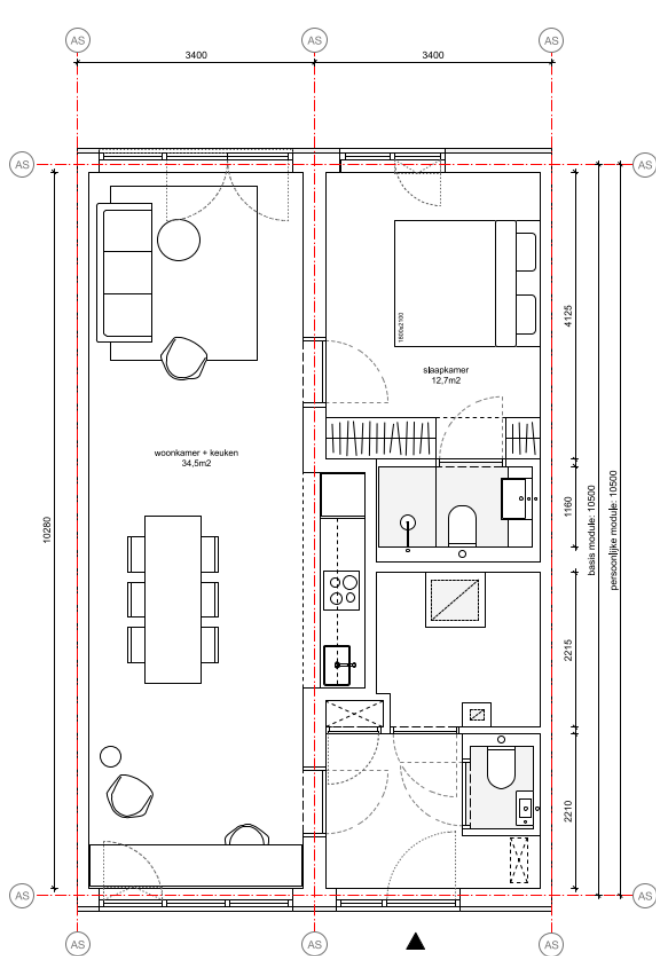 AS
AS
AS
3400
3400
AS
AS
1800x2100
4125
slaapkamer
12,7m2
woonkamer + keuken
34,5m2
10280
1160
basis module: 10500
persoonlijke module: 10500
2215
2210
AS
AS
AS
AS
AS